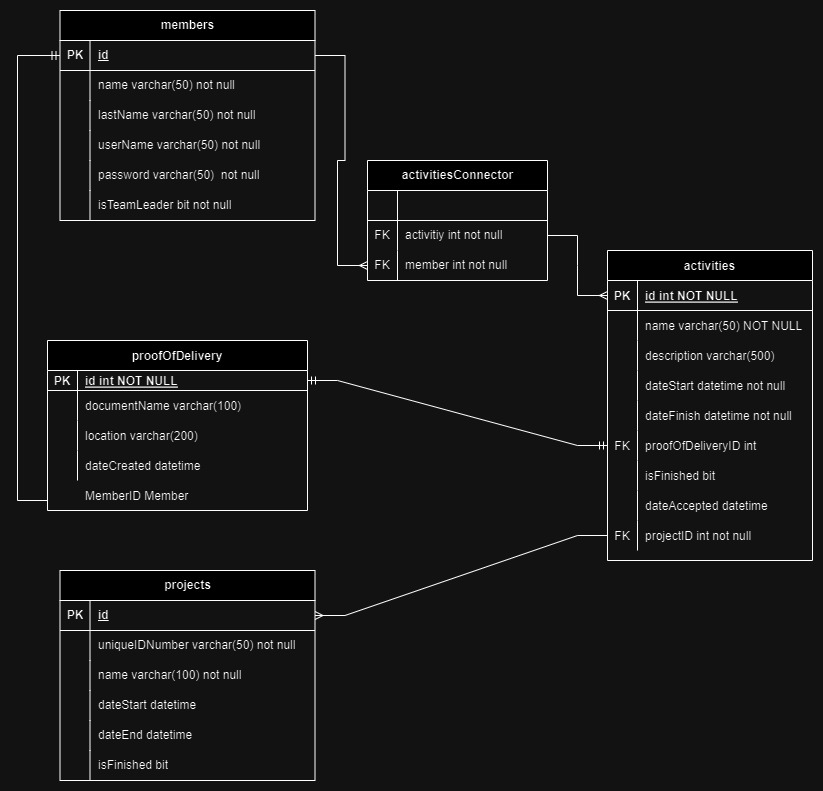 members
PK id
name varchar(50) not null
lastName varchar(50) not null
userName varchar(50) not null
password varchar(50)  not null
isTeamLeader bit not null
activitiesConnector
FK activitiy int not null
FK member int not null
activities
PK id int NOT NULL
name varchar(50) NOT NULL
description varchar(500)
dateStart datetime not null
dateFinish datetime not null
FK proofOfDeliveryID int
isFinished bit
dateAccepted datetime
FK projectID int not null
proofOfDelivery
PK id int NOT NULL
documentName varchar(100)
location varchar(200)
dateCreated datetime
MemberID Member
projects
PK id
uniqueIDNumber varchar(50) not null
name varchar(100) not null
dateStart datetime
dateEnd datetime
isFinished bit